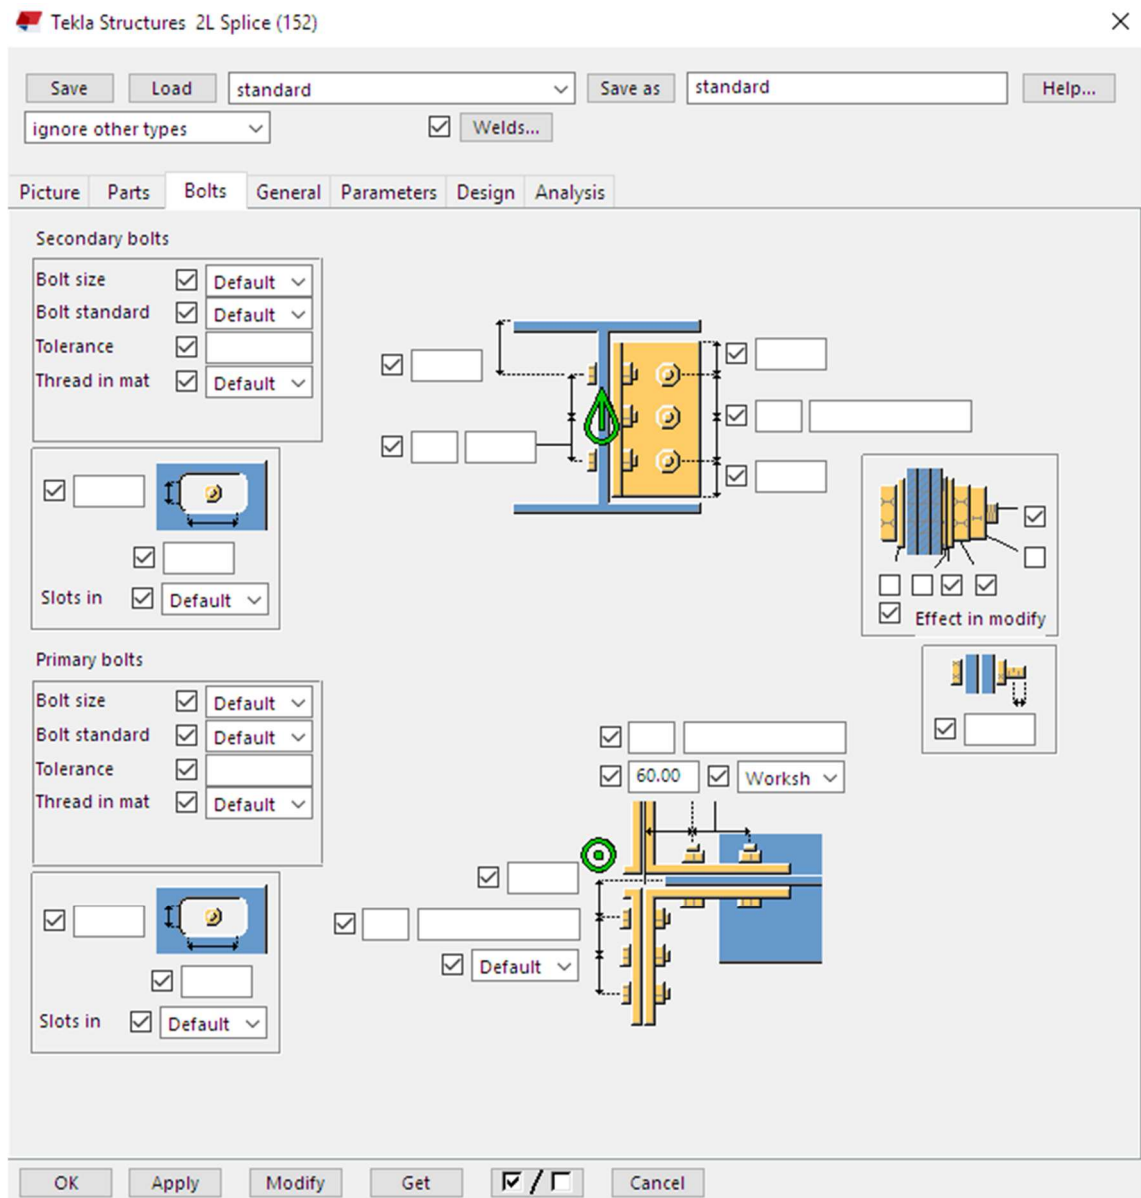 Tekla Structures 2L Splice (152)
Save Load standard Save as standard Help...
ignore other types Welds...
Picture Parts Bolts General Parameters Design Analysis
Secondary bolts
Bolt size Default
Bolt standard Default
Tolerance
Thread in mat Default
Slots in Default
Effect in modify
Primary bolts
Bolt size Default
Bolt standard Default
Tolerance
Thread in mat Default
60.00 Worksh
Default
Slots in Default
OK Apply Modify Get / Cancel